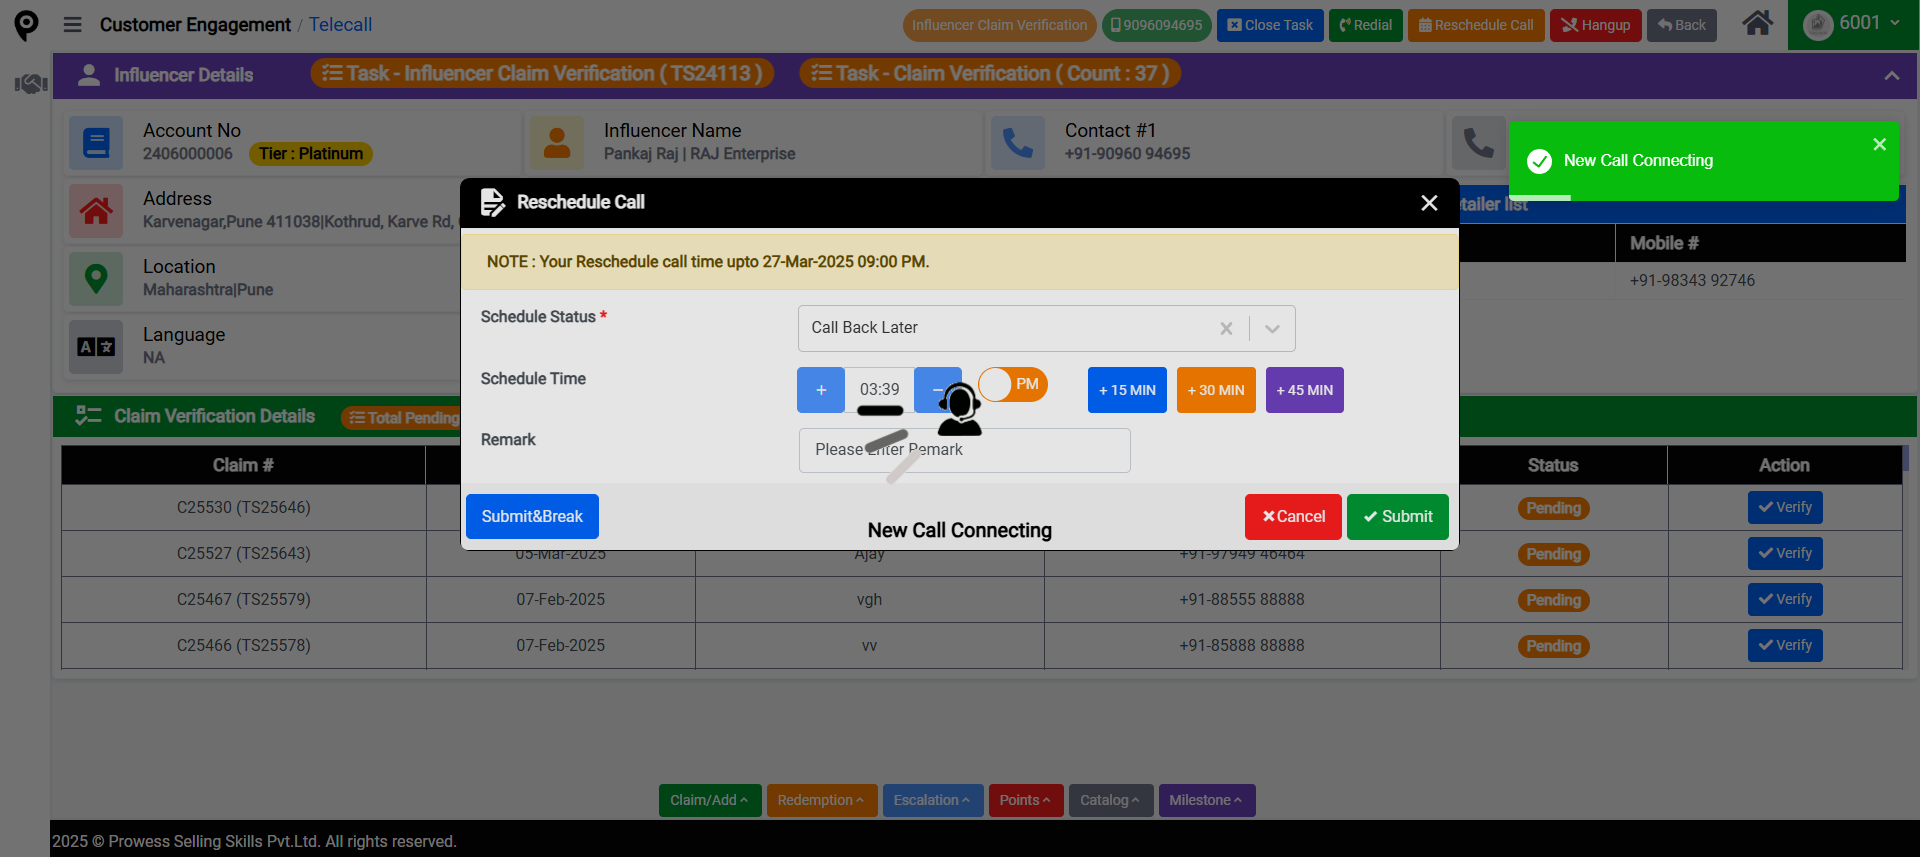 Customer Engagement / Telecall
Influencer Claim Verification
9096094695
Close Task
Redial
Reschedule Call
Hangup
Back
6001
Influencer Details
Task - Influencer Claim Verification ( TS24113 )
Task - Claim Verification ( Count : 37 )
Account No
2406000006
Tier : Platinum
Influencer Name
Pankaj Raj | RAJ Enterprise
Contact #1
+91-90960 94695
New Call Connecting
Address
Karvenagar,Pune 411038|Kothrud, Karve Rd,
Location
Maharashtra|Pune
Language
NA
list
Mobile #
+91-98343 92746
Reschedule Call
NOTE : Your Reschedule call time upto 27-Mar-2025 09:00 PM.
Schedule Status *
Call Back Later
Schedule Time
+
03:39
PM
+ 15 MIN
+ 30 MIN
+ 45 MIN
Remark
Please Enter Remark
Submit&Break
New Call Connecting
Cancel
Submit
Claim Verification Details
Total Pending
Claim #
Status
Action
C25530 (TS25646)
Pending
Verify
C25527 (TS25643)
05-Mar-2025
Ajay
+91-97949 46464
Pending
Verify
C25467 (TS25579)
07-Feb-2025
vgh
+91-88555 88888
Pending
Verify
C25466 (TS25578)
07-Feb-2025
vv
+91-85888 88888
Pending
Verify
Claim/Add
Redemption
Escalation
Points
Catalog
Milestone
2025 © Prowess Selling Skills Pvt.Ltd. All rights reserved.